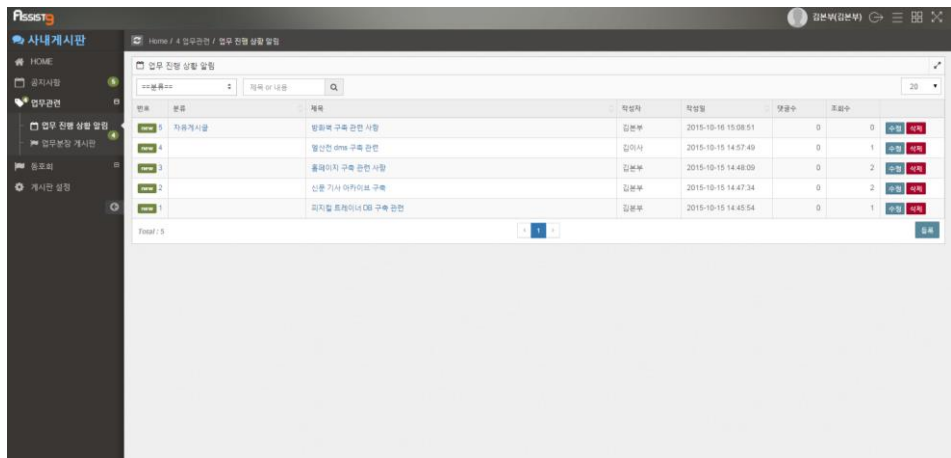 Assist9
김본부(김본부)
사내게시판
Home / 4 업무관련 / 업무 진행 상황 알림
HOME
공지사항 5
업무관련
업무 진행 상황 알림
업무분장 게시판 4
동호회
게시판 설정
업무 진행 상황 알림
==분류== 제목 or 내용 20
번호 분류 제목 작성자 작성일 댓글수 조회수
new 5 자유게시글 방화벽 구축 관련 사항 김본부 2015-10-16 15:08:51 0 0 수정 삭제
new 4 dms 구축 관련 김이사 2015-10-15 14:57:49 0 1 수정 삭제
new 3 홈페이지 구축 관련 사항 김본부 2015-10-15 14:48:09 0 2 수정 삭제
new 2 신문 기사 아카이브 구축 김본부 2015-10-15 14:47:34 0 2 수정 삭제
new 1 피지컬 트레이너 DB 구축 관련 김본부 2015-10-15 14:45:54 0 1 수정 삭제
Total / 5 1 등록